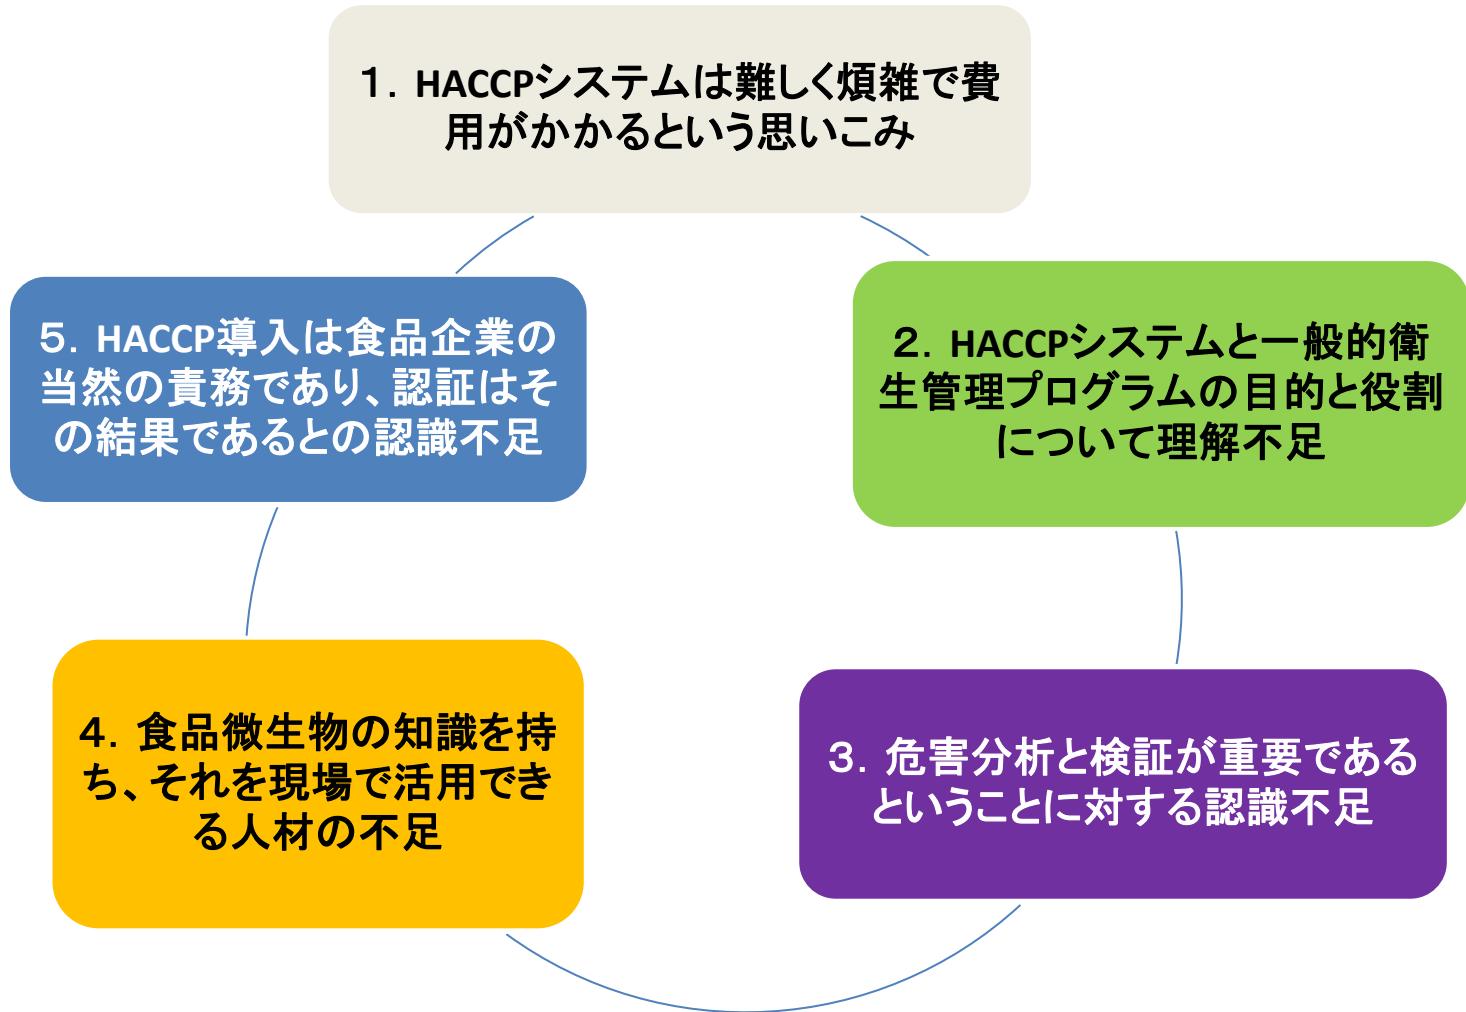 １．HACCPシステムは難しく煩雑で費
用がかかるという思いこみ
２．HACCPシステムと一般的衛
生管理プログラムの目的と役割
について理解不足
３．危害分析と検証が重要である
ということに対する認識不足
４．食品微生物の知識を持
ち、それを現場で活用でき
る人材の不足
５．HACCP導入は食品企業の
当然の責務であり、認証はそ
の結果であるとの認識不足